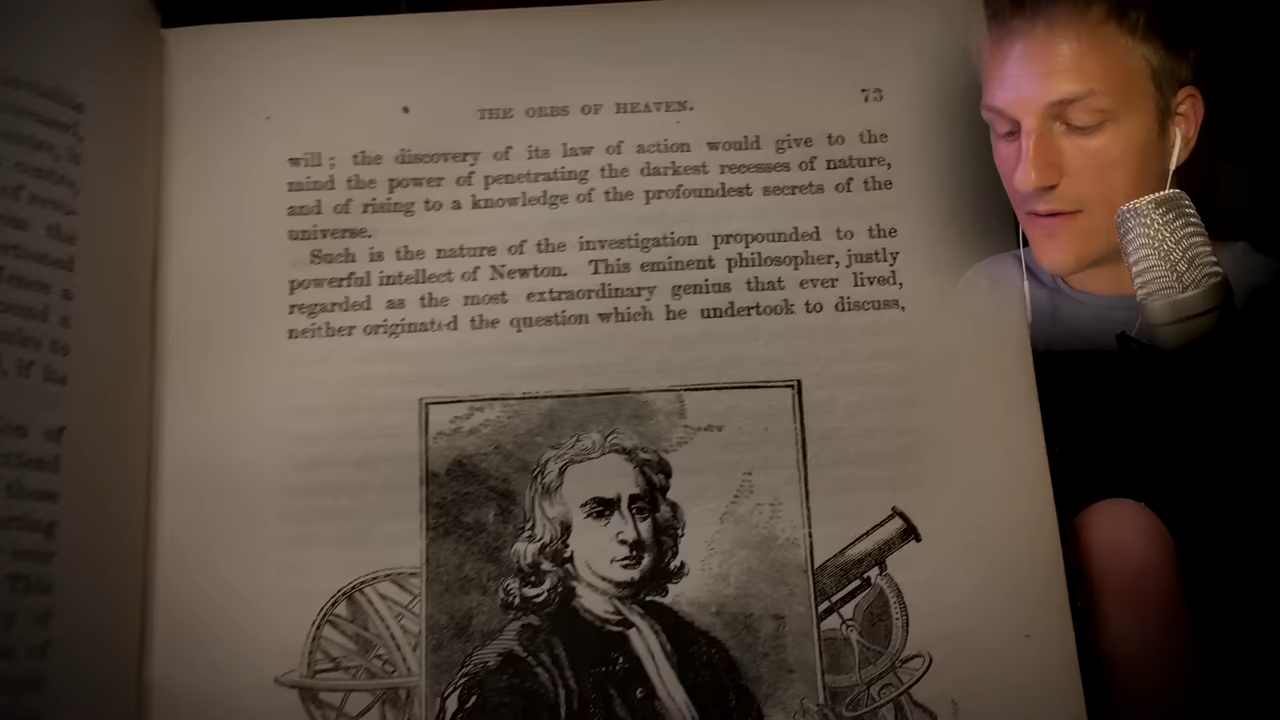 THE ORBS OF HEAVEN.
73
will; the discovery of its law of action would give to the
mind the power of penetrating the darkest recesses of nature,
and of rising to a knowledge of the profoundest secrets of the
universe.
Such is the nature of the investigation propounded to the
powerful intellect of Newton. This eminent philosopher, justly
regarded as the most extraordinary genius that ever lived,
neither originated the question which he undertook to discuss,